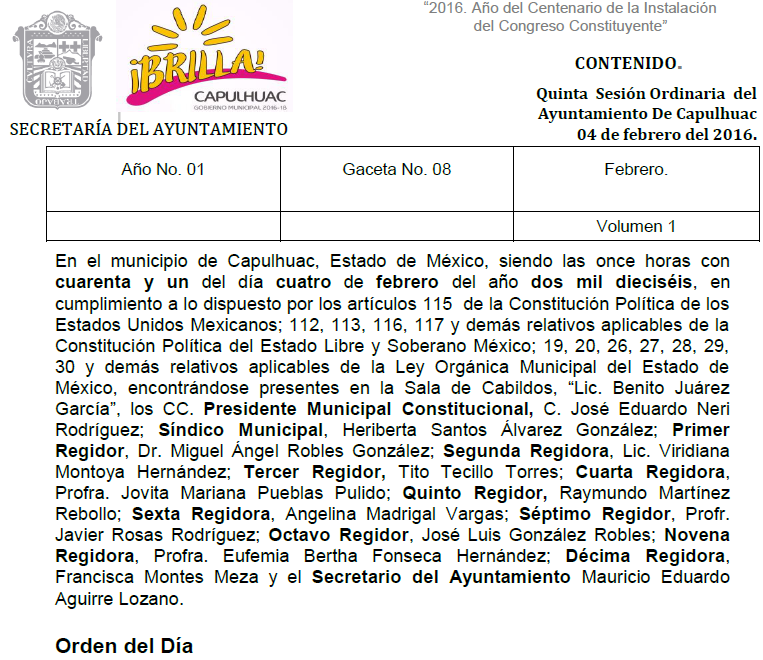 “2016. Año del Centenario de la Instalación
del Congreso Constituyente”
¡BRILLA!
CAPULHUAC
GOBIERNO MUNICIPAL 2016-18
CONTENIDO.
Quinta Sesión Ordinaria del
Ayuntamiento De Capulhuac
04 de febrero del 2016.
SECRETARÍA DEL AYUNTAMIENTO
Año No. 01 Gaceta No. 08 Febrero.
Volumen 1
En el municipio de Capulhuac, Estado de México, siendo las once horas con
cuarenta y un del día cuatro de febrero del año dos mil dieciséis, en
cumplimiento a lo dispuesto por los artículos 115 de la Constitución Política de los
Estados Unidos Mexicanos; 112, 113, 116, 117 y demás relativos aplicables de la
Constitución Política del Estado Libre y Soberano México; 19, 20, 26, 27, 28, 29,
30 y demás relativos aplicables de la Ley Orgánica Municipal del Estado de
México, encontrándose presentes en la Sala de Cabildos, “Lic. Benito Juárez
García”, los CC. Presidente Municipal Constitucional, C. José Eduardo Neri
Rodríguez; Síndico Municipal, Heriberta Santos Álvarez González; Primer
Regidor, Dr. Miguel Ángel Robles González; Segunda Regidora, Lic. Viridiana
Montoya Hernández; Tercer Regidor, Tito Tecillo Torres; Cuarta Regidora,
Profra. Jovita Mariana Pueblas Pulido; Quinto Regidor, Raymundo Martínez
Rebollo; Sexta Regidora, Angelina Madrigal Vargas; Séptimo Regidor, Profr.
Javier Rosas Rodríguez; Octavo Regidor, José Luis González Robles; Novena
Regidora, Profra. Eufemia Bertha Fonseca Hernández; Décima Regidora,
Francisca Montes Meza y el Secretario del Ayuntamiento Mauricio Eduardo
Aguirre Lozano.
Orden del Día